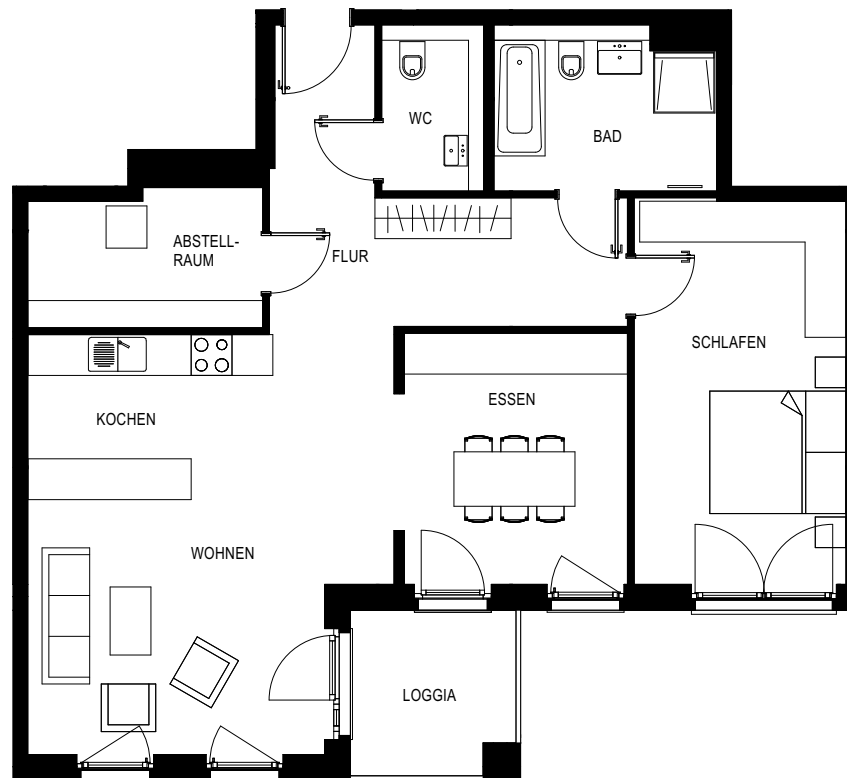 WC
BAD
ABSTELL-
RAUM
FLUR
SCHLAFEN
KOCHEN
ESSEN
WOHNEN
LOGGIA